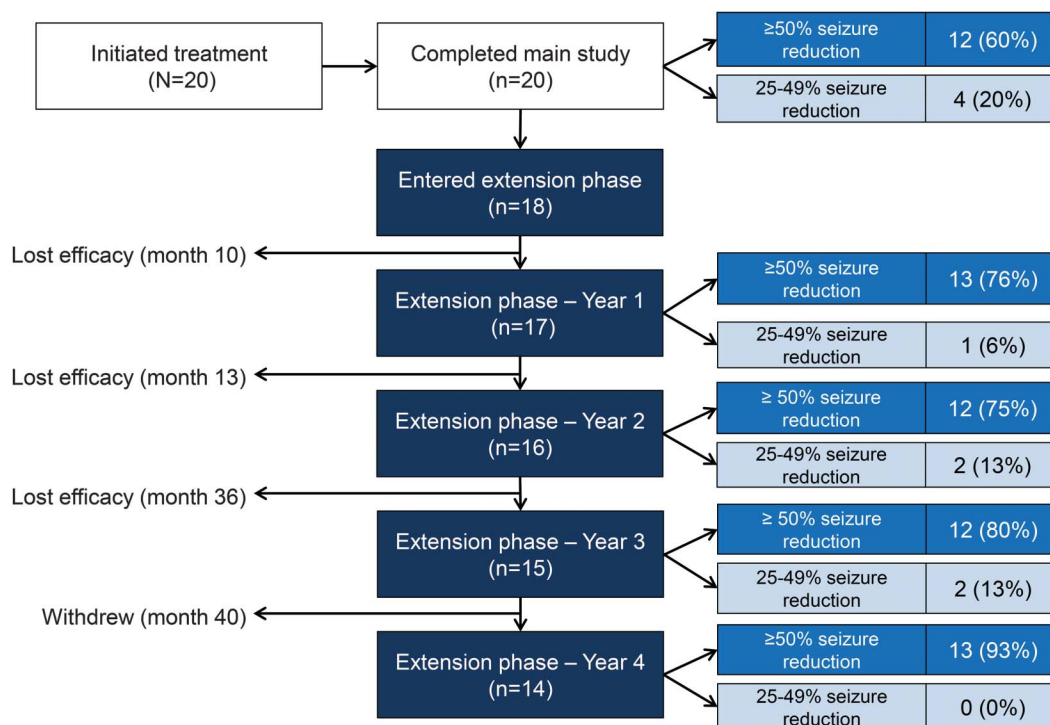 Initiated treatment
(N=20)
Completed main study
(n=20)
≥50% seizure
reduction
12 (60%)
25-49% seizure
reduction
4 (20%)
Entered extension phase
(n=18)
Lost efficacy (month 10)
Extension phase – Year 1
(n=17)
≥50% seizure
reduction
13 (76%)
25-49% seizure
reduction
1 (6%)
Lost efficacy (month 13)
Extension phase – Year 2
(n=16)
≥ 50% seizure
reduction
12 (75%)
25-49% seizure
reduction
2 (13%)
Lost efficacy (month 36)
Extension phase – Year 3
(n=15)
≥ 50% seizure
reduction
12 (80%)
25-49% seizure
reduction
2 (13%)
Withdrew (month 40)
Extension phase – Year 4
(n=14)
≥50% seizure
reduction
13 (93%)
25-49% seizure
reduction
0 (0%)